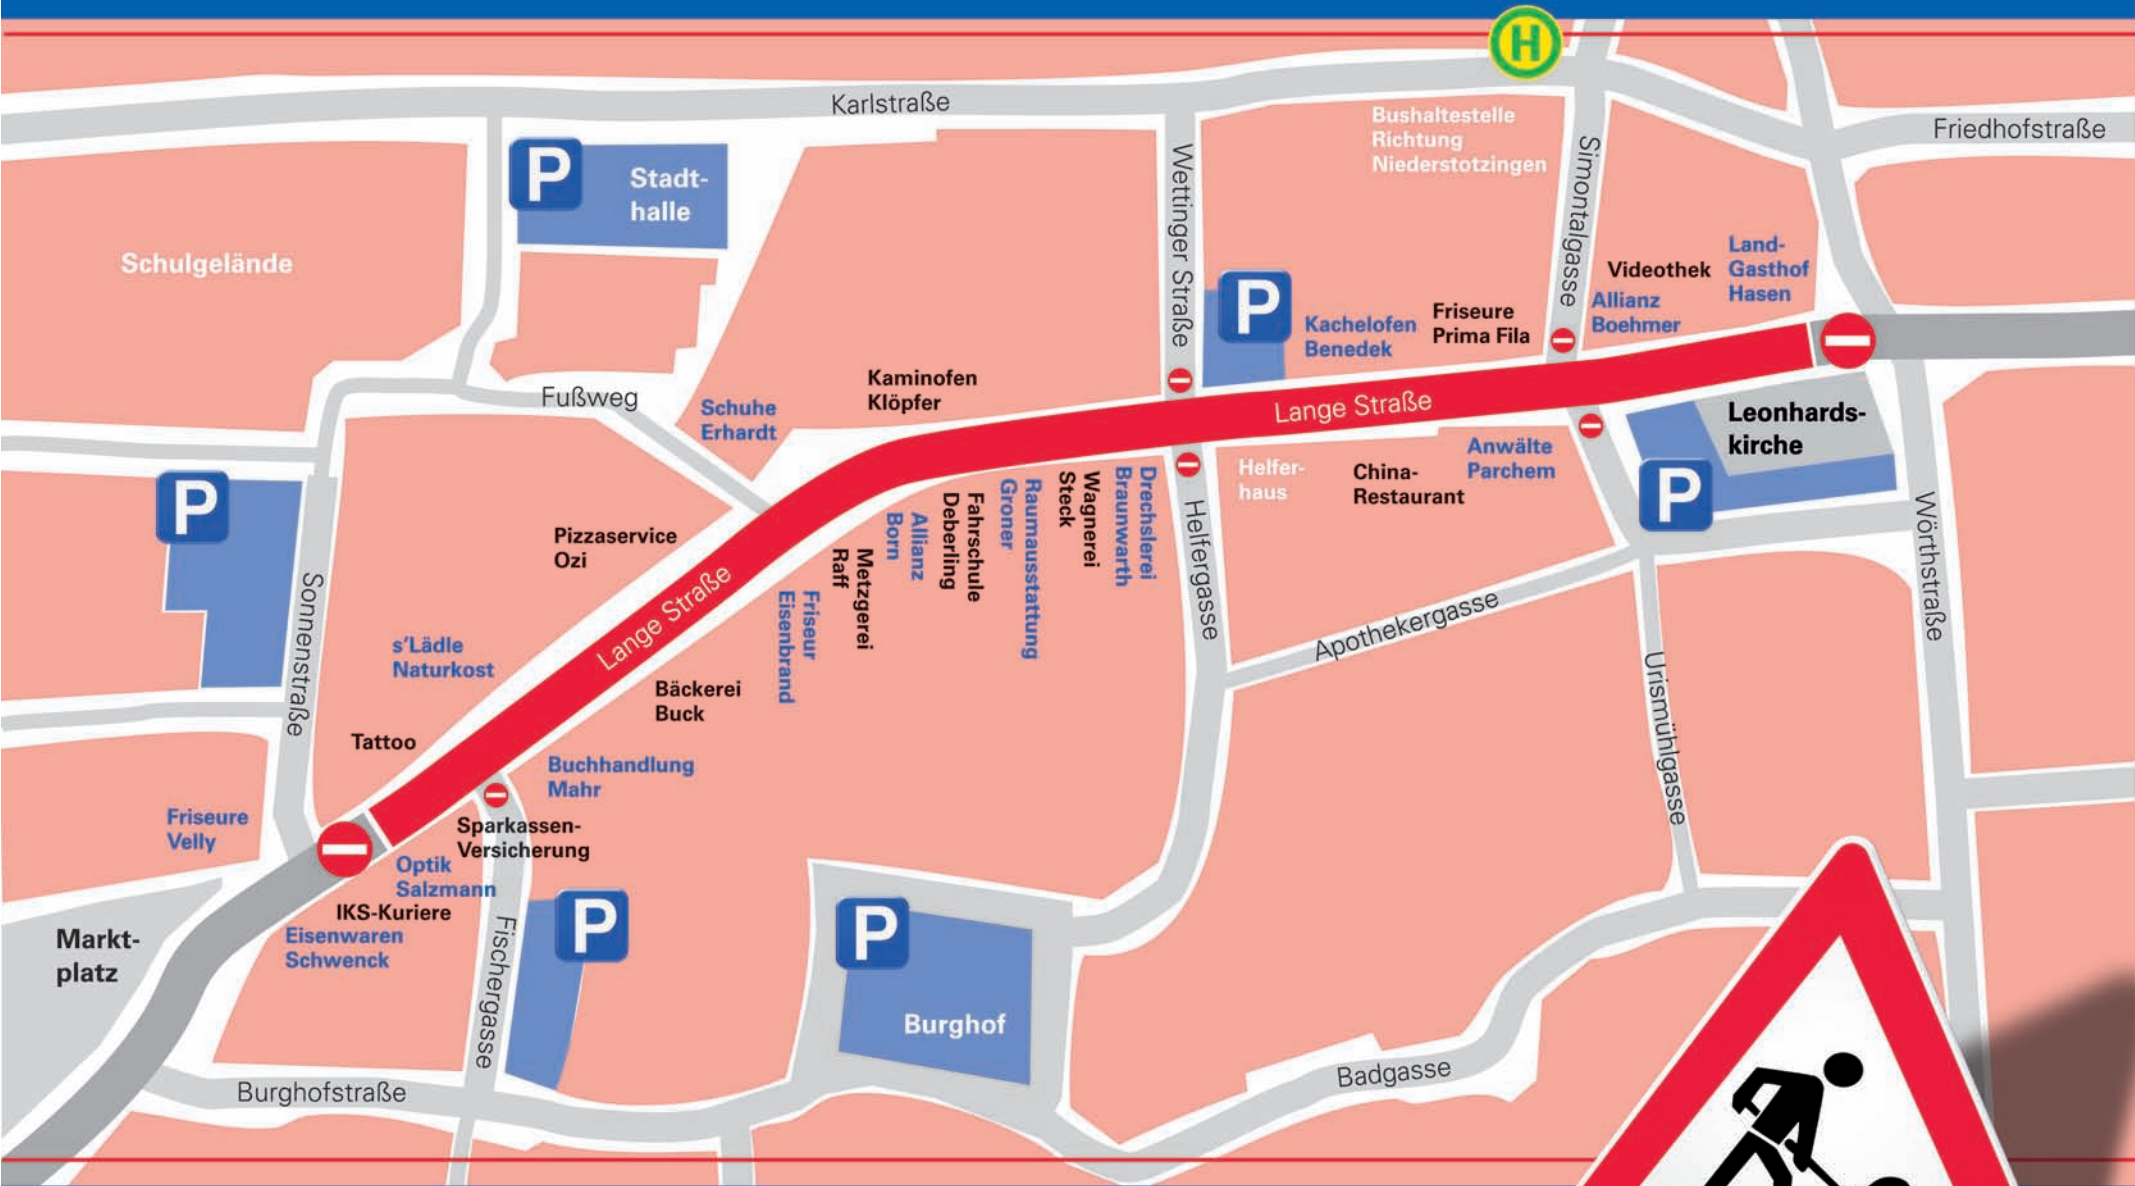 H
Karlstraße
Friedhofstraße
Bushaltestelle
Richtung
Niederstotzingen
P
Stadt-
halle
Schulgelände
Wettinger Straße
Simontalgasse
Videothek
Land-
Gasthof
Hasen
Allianz
Boehmer
P
Kachelofen
Benedek
Friseure
Prima Fila
Kaminofen
Klöpfer
Fußweg
Schuhe
Erhardt
Lange Straße
Leonhards-
kirche
P
Anwälte
Parchem
Helfer-
haus
China-
Restaurant
P
Pizzaservice
Ozi
Drechslerei
Braunwarth
Wagnerei
Steck
Raumausstattung
Groner
Fahrschule
Deberling
Allianz
Born
Metzgerei
Raff
Friseur
Eisenbrand
Helfergasse
Wörthstraße
Sonnenstraße
Lange Straße
Apothekergasse
s'Lädle
Naturkost
Bäckerei
Buck
Urismühlgasse
Tattoo
Buchhandlung
Mahr
Friseure
Velly
Sparkassen-
Versicherung
Optik
Salzmann
IKS-Kuriere
Eisenwaren
Schwenck
Markt-
platz
Fischergasse
P
P
Burghof
Badgasse
Burghofstraße